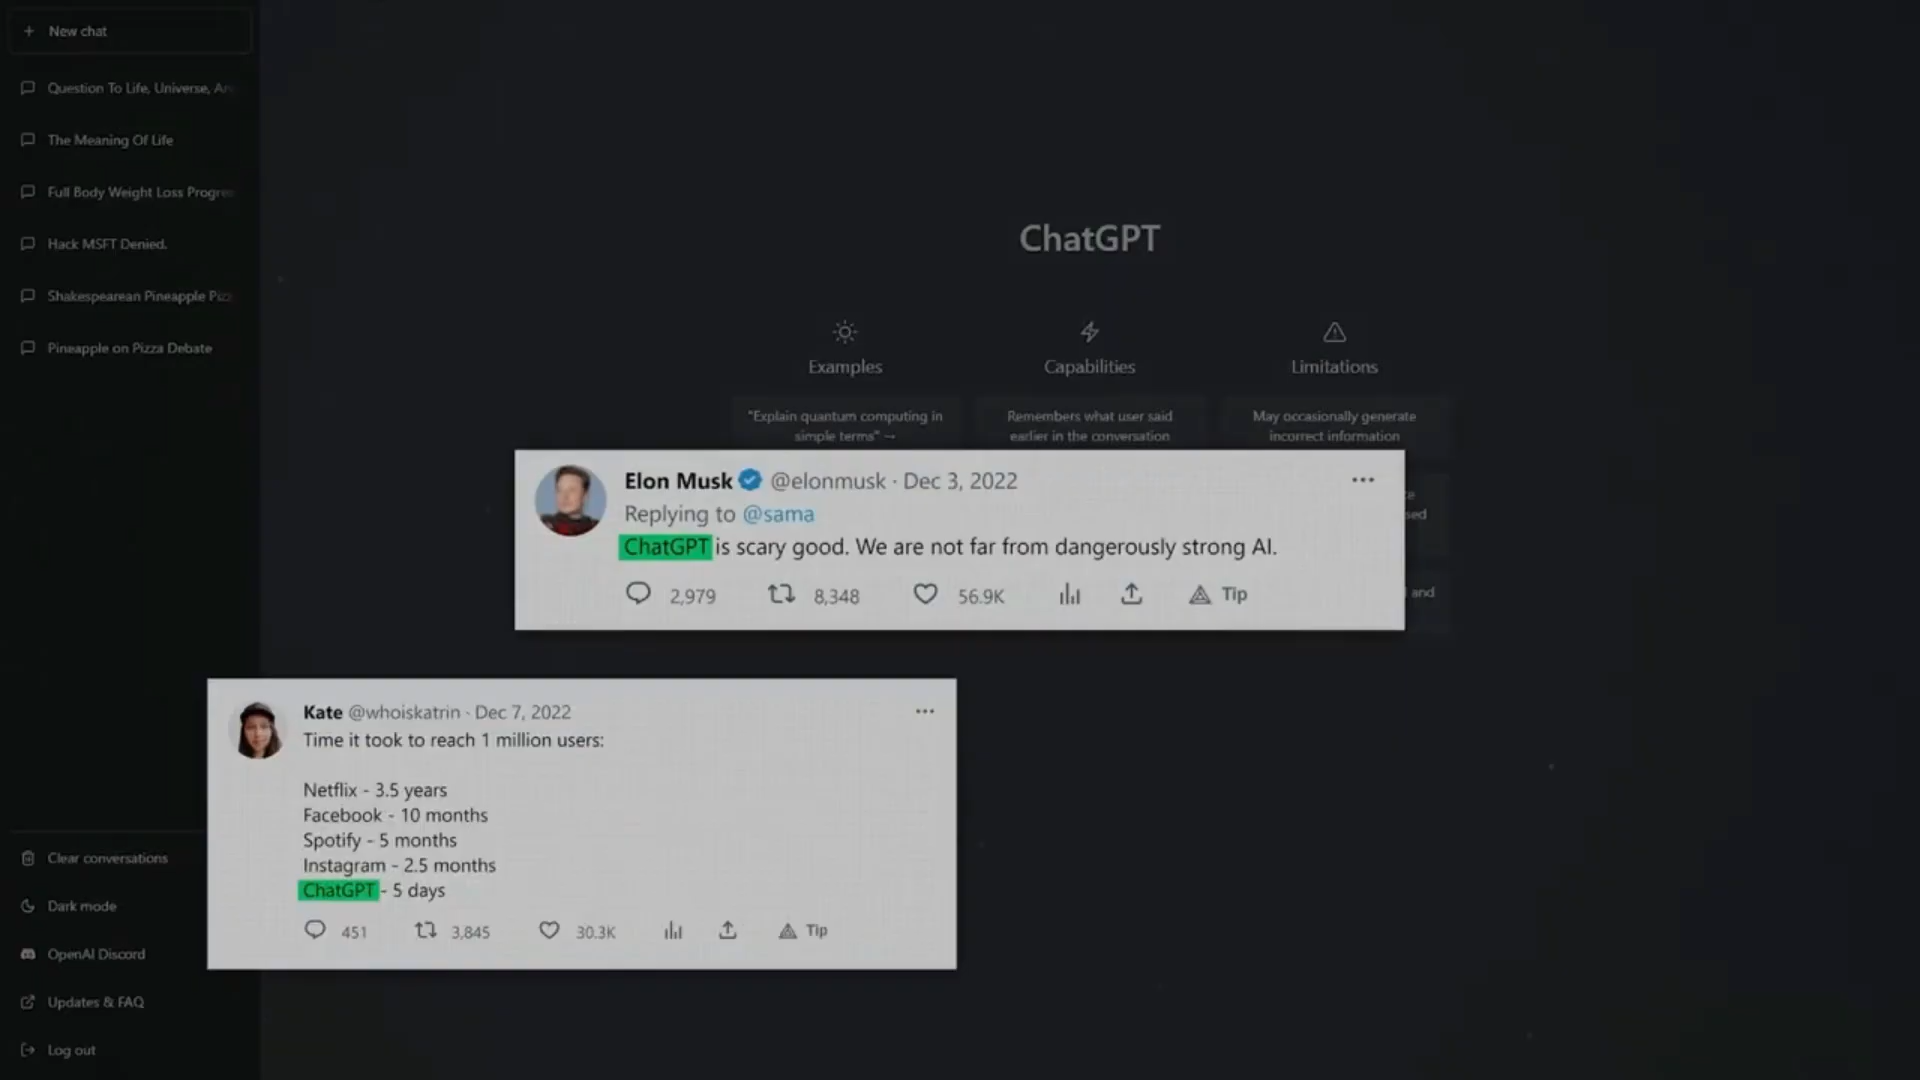 New chat
Question To Life, Universe, An
The Meaning Of Life
Full Body Weight Loss Progre
Hack MSFT Denied.
Shakespearean Pineapple Piz
Pineapple on Pizza Debate
ChatGPT
Examples
Capabilities
Limitations
"Explain quantum computing in
simple terms" →
Remembers what user said
earlier in the conversation
May occasionally generate
incorrect information
sed
and
Elon Musk @elonmusk · Dec 3, 2022
Replying to @sama
ChatGPT is scary good. We are not far from dangerously strong AI.
2,979 8,348 56.9K Tip
Kate @whoiskatrin · Dec 7, 2022
Time it took to reach 1 million users:
Netflix - 3.5 years
Facebook - 10 months
Spotify - 5 months
Instagram - 2.5 months
ChatGPT - 5 days
451 3,845 30.3K Tip
Clear conversations
Dark mode
OpenAI Discord
Updates & FAQ
Log out